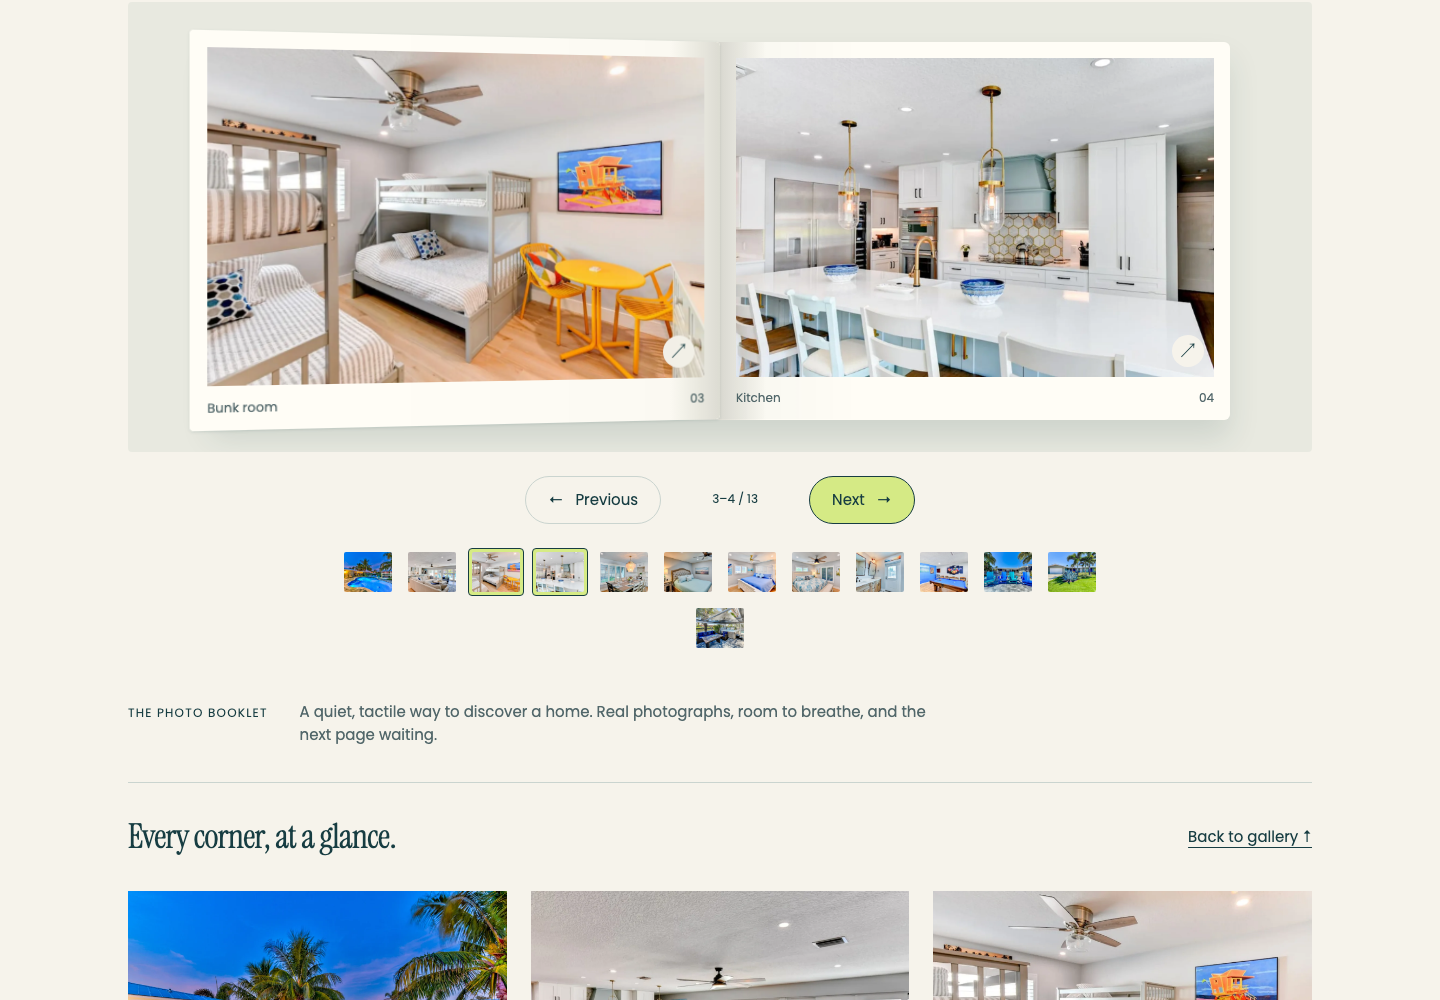 Bunk room
03
Kitchen
04
← Previous
3–4 / 13
Next →
THE PHOTO BOOKLET
A quiet, tactile way to discover a home. Real photographs, room to breathe, and the
next page waiting.
Every corner, at a glance.
Back to gallery ↑